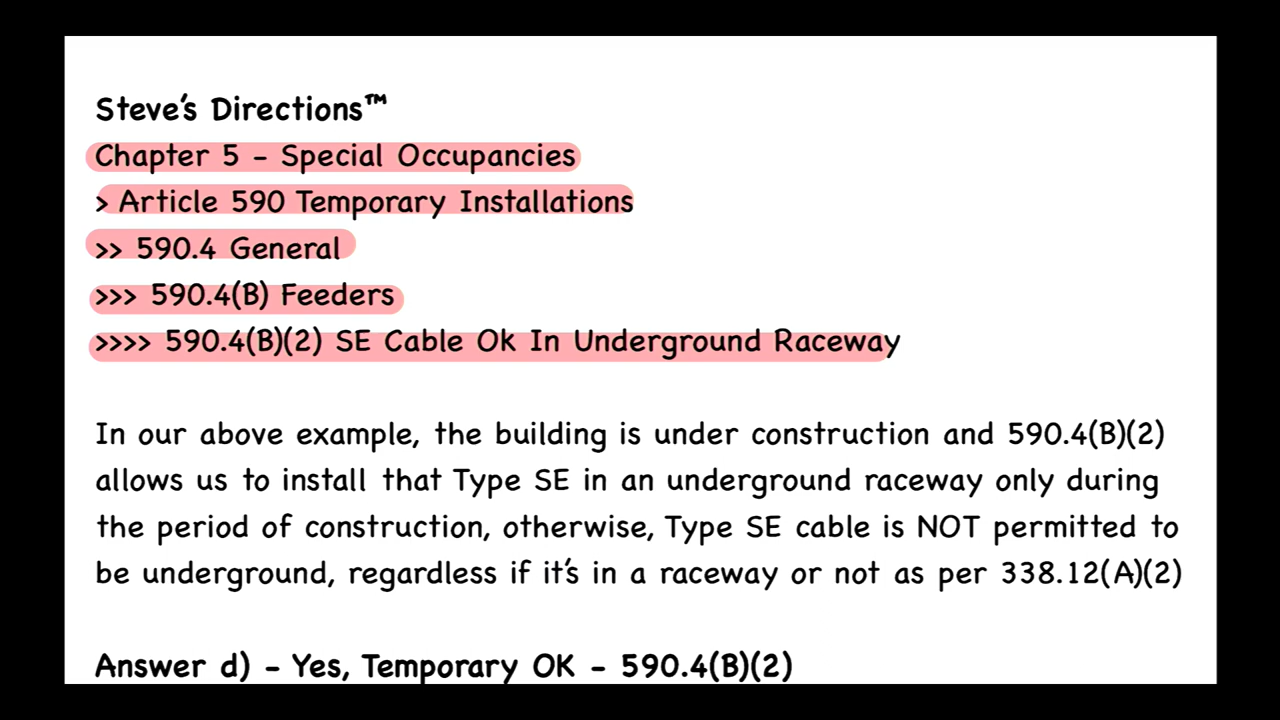 Steve's Directions™
Chapter 5 - Special Occupancies
> Article 590 Temporary Installations
>> 590.4 General
>>> 590.4(B) Feeders
>>>> 590.4(B)(2) SE Cable Ok In Underground Raceway
In our above example, the building is under construction and 590.4(B)(2)
allows us to install that Type SE in an underground raceway only during
the period of construction, otherwise, Type SE cable is NOT permitted to
be underground, regardless if it's in a raceway or not as per 338.12(A)(2)
Answer d) - Yes, Temporary OK - 590.4(B)(2)